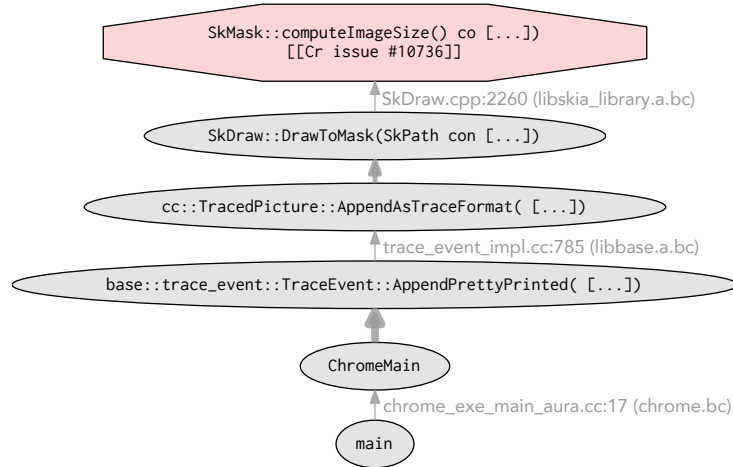 SkMask::computeImageSize() co [...])
[[Cr issue #10736]]
SkDraw.cpp:2260 (libskia_library.a.bc)
SkDraw::DrawToMask(SkPath con [...])
cc::TracedPicture::AppendAsTraceFormat( [...])
trace_event_impl.cc:785 (libbase.a.bc)
base::trace_event::TraceEvent::AppendPrettyPrinted( [...])
ChromeMain
chrome_exe_main_aura.cc:17 (chrome.bc)
main